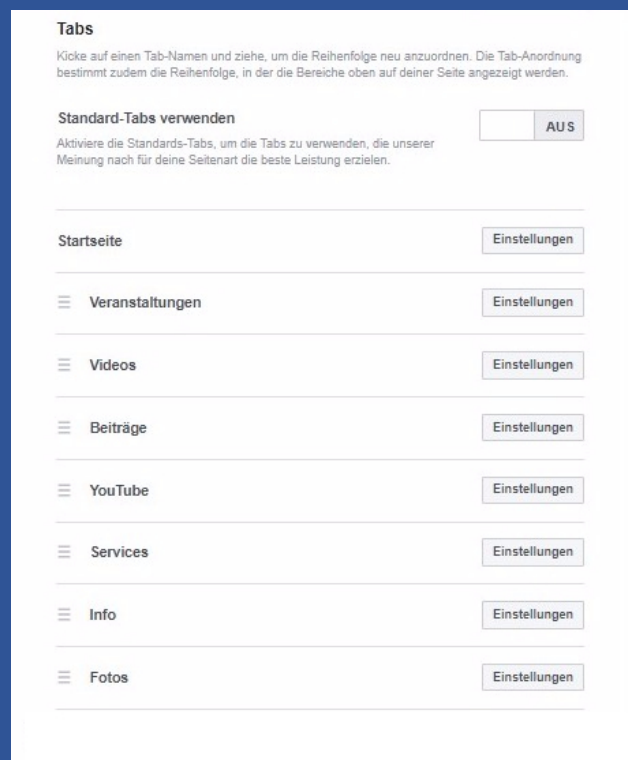 Tabs
Kicke auf einen Tab-Namen und ziehe, um die Reihenfolge neu anzuordnen. Die Tab-Anordnung
bestimmt zudem die Reihenfolge, in der die Bereiche oben auf deiner Seite angezeigt werden.
Standard-Tabs verwenden
AUS
Aktiviere die Standards-Tabs, um die Tabs zu verwenden, die unserer
Meinung nach für deine Seitenart die beste Leistung erzielen.
Startseite Einstellungen
Veranstaltungen Einstellungen
Videos Einstellungen
Beiträge Einstellungen
YouTube Einstellungen
Services Einstellungen
Info Einstellungen
Fotos Einstellungen